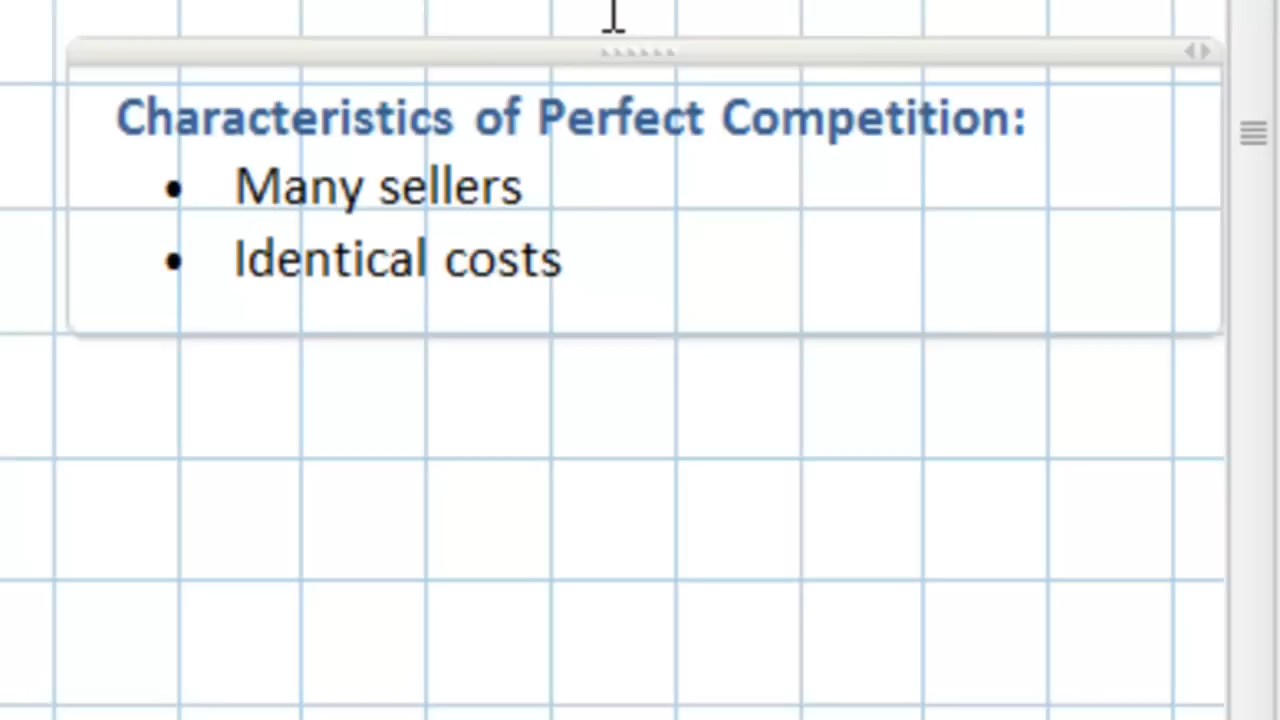 Characteristics of Perfect Competition:
• Many sellers
• Identical costs